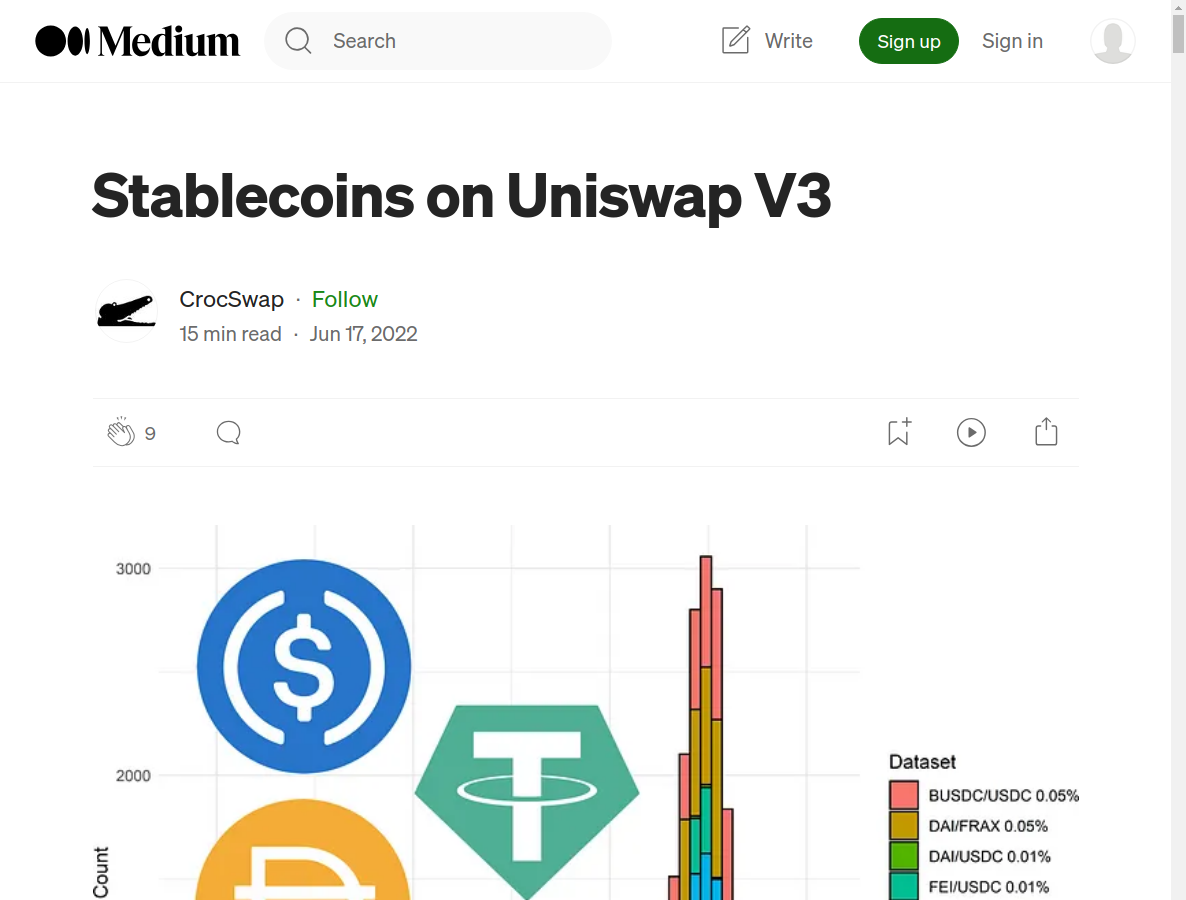 Medium
Search
Write
Sign up
Sign in
Stablecoins on Uniswap V3
CrocSwap · Follow
15 min read · Jun 17, 2022
9
3000
2000
Count
Dataset
BUSDC/USDC 0.05%
DAI/FRAX 0.05%
DAI/USDC 0.01%
FEI/USDC 0.01%